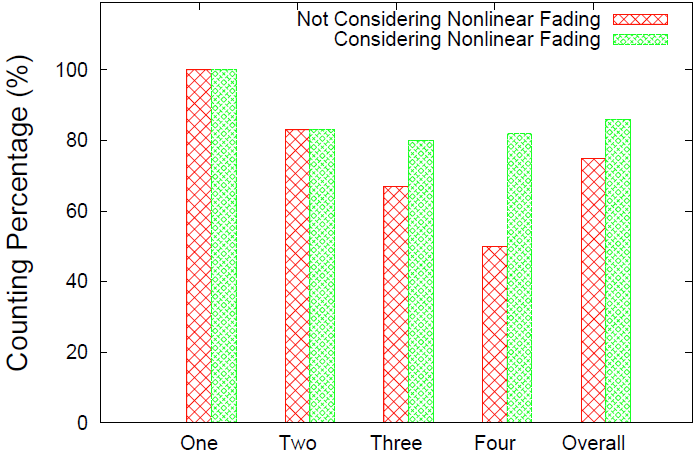 Not Considering Nonlinear Fading
Considering Nonlinear Fading
Counting Percentage (%)
100
80
60
40
20
0
One Two Three Four Overall